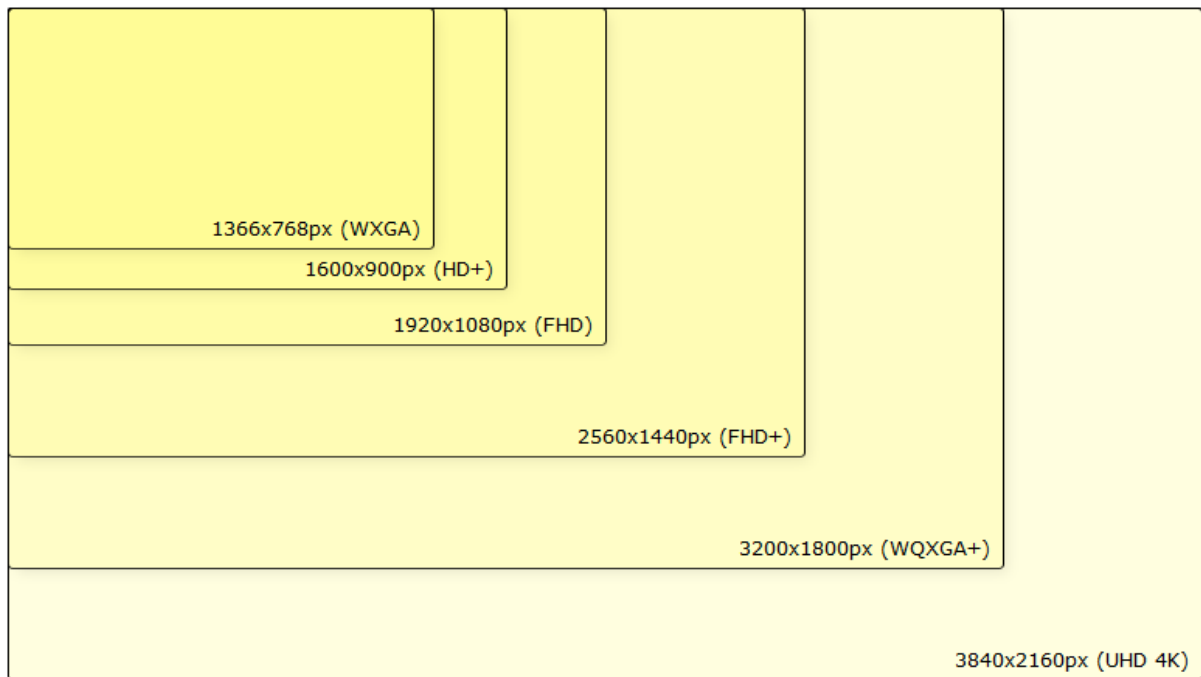 1366x768px (WXGA)
1600x900px (HD+)
1920x1080px (FHD)
2560x1440px (FHD+)
3200x1800px (WQXGA+)
3840x2160px (UHD 4K)